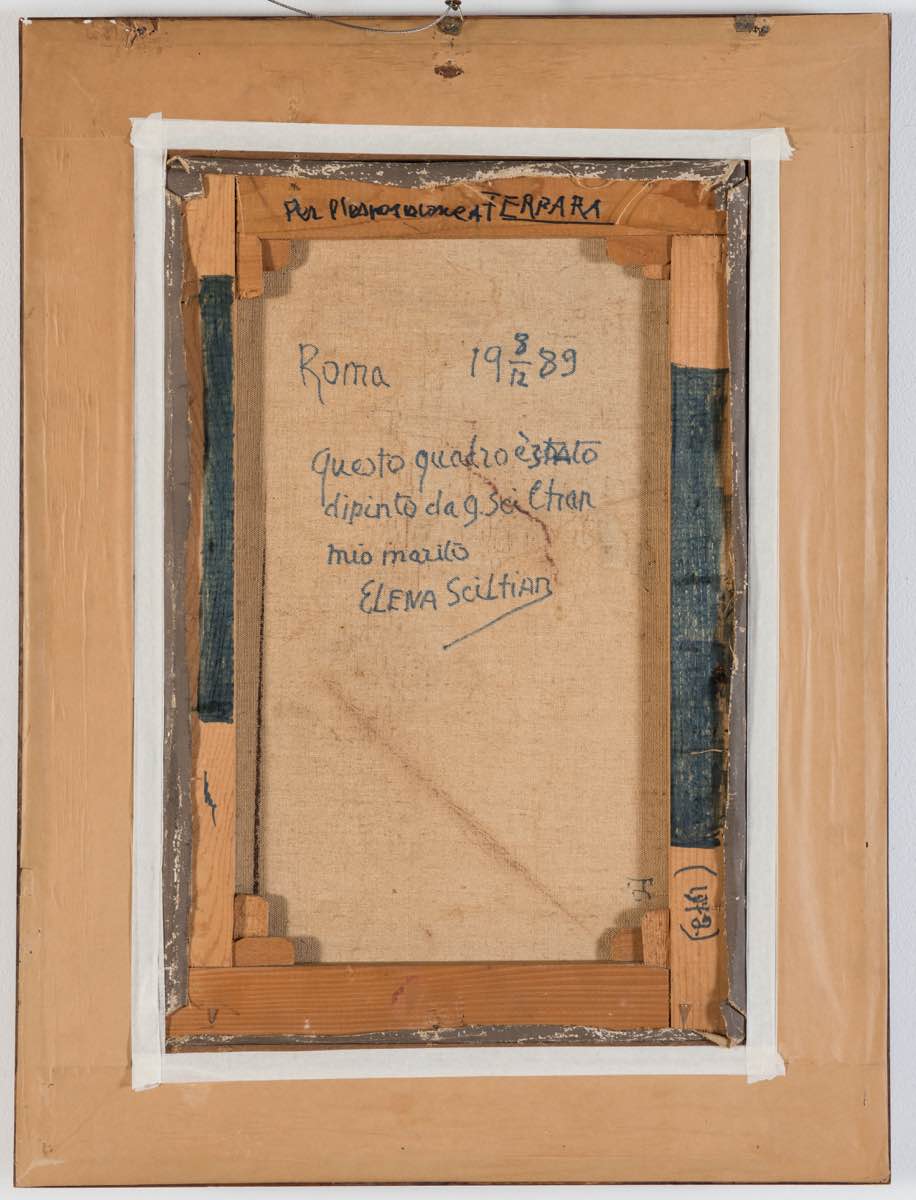 Per l'esposizione a FERRARA
Roma 19 8/12 89
questo quadro è stato
dipinto da g. Sciltian
mio marito
ELENA SciLtian